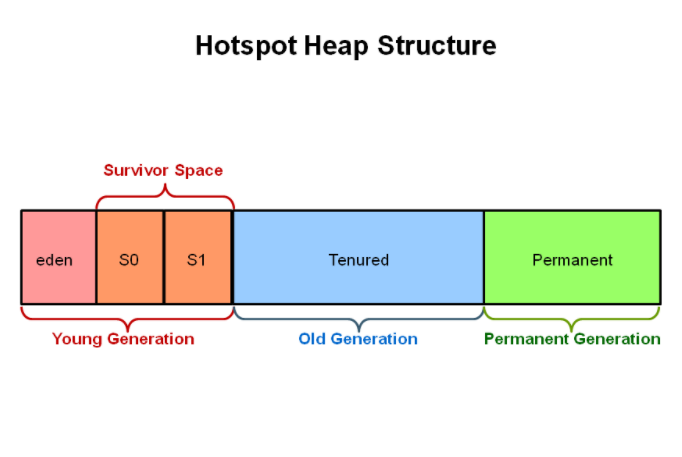 Hotspot Heap Structure
Survivor Space
eden
S0
S1
Tenured
Permanent
Young Generation
Old Generation
Permanent Generation